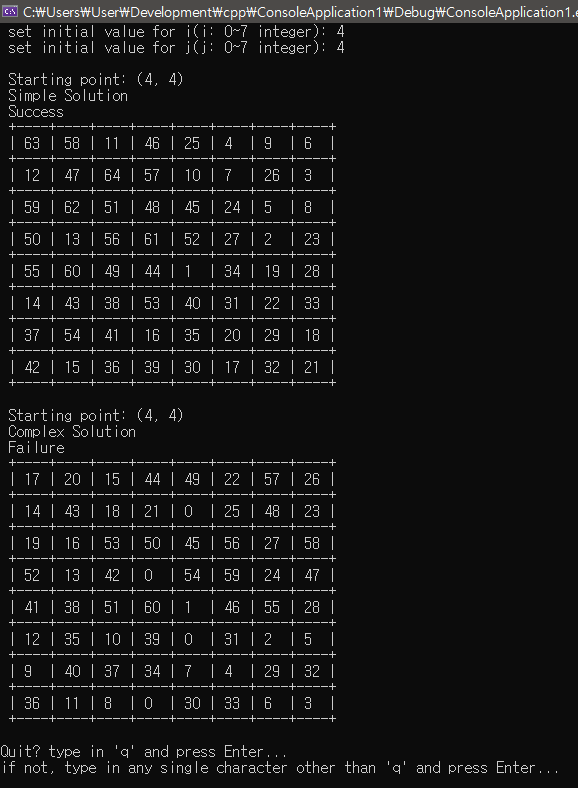 C:₩Users₩User₩Development₩cpp₩ConsoleApplication1₩Debug₩ConsoleApplication1.e
set initial value for i(i: 0~7 integer): 4
set initial value for j(j: 0~7 integer): 4
Starting point: (4, 4)
Simple Solution
Success
+----+----+----+----+----+----+----+----+
| 63 | 58 | 11 | 46 | 25 | 4  | 9  | 6  |
+----+----+----+----+----+----+----+----+
| 12 | 47 | 64 | 57 | 10 | 7  | 26 | 3  |
+----+----+----+----+----+----+----+----+
| 59 | 62 | 51 | 48 | 45 | 24 | 5  | 8  |
+----+----+----+----+----+----+----+----+
| 50 | 13 | 56 | 61 | 52 | 27 | 2  | 23 |
+----+----+----+----+----+----+----+----+
| 55 | 60 | 49 | 44 | 1  | 34 | 19 | 28 |
+----+----+----+----+----+----+----+----+
| 14 | 43 | 38 | 53 | 40 | 31 | 22 | 33 |
+----+----+----+----+----+----+----+----+
| 37 | 54 | 41 | 16 | 35 | 20 | 29 | 18 |
+----+----+----+----+----+----+----+----+
| 42 | 15 | 36 | 39 | 30 | 17 | 32 | 21 |
+----+----+----+----+----+----+----+----+
Starting point: (4, 4)
Complex Solution
Failure
+----+----+----+----+----+----+----+----+
| 17 | 20 | 15 | 44 | 49 | 22 | 57 | 26 |
+----+----+----+----+----+----+----+----+
| 14 | 43 | 18 | 21 | 0  | 25 | 48 | 23 |
+----+----+----+----+----+----+----+----+
| 19 | 16 | 53 | 50 | 45 | 56 | 27 | 58 |
+----+----+----+----+----+----+----+----+
| 52 | 13 | 42 | 0  | 54 | 59 | 24 | 47 |
+----+----+----+----+----+----+----+----+
| 41 | 38 | 51 | 60 | 1  | 46 | 55 | 28 |
+----+----+----+----+----+----+----+----+
| 12 | 35 | 10 | 39 | 0  | 31 | 2  | 5  |
+----+----+----+----+----+----+----+----+
| 9  | 40 | 37 | 34 | 7  | 4  | 29 | 32 |
+----+----+----+----+----+----+----+----+
| 36 | 11 | 8  | 0  | 30 | 33 | 6  | 3  |
+----+----+----+----+----+----+----+----+
Quit? type in 'q' and press Enter...
if not, type in any single character other than 'q' and press Enter...